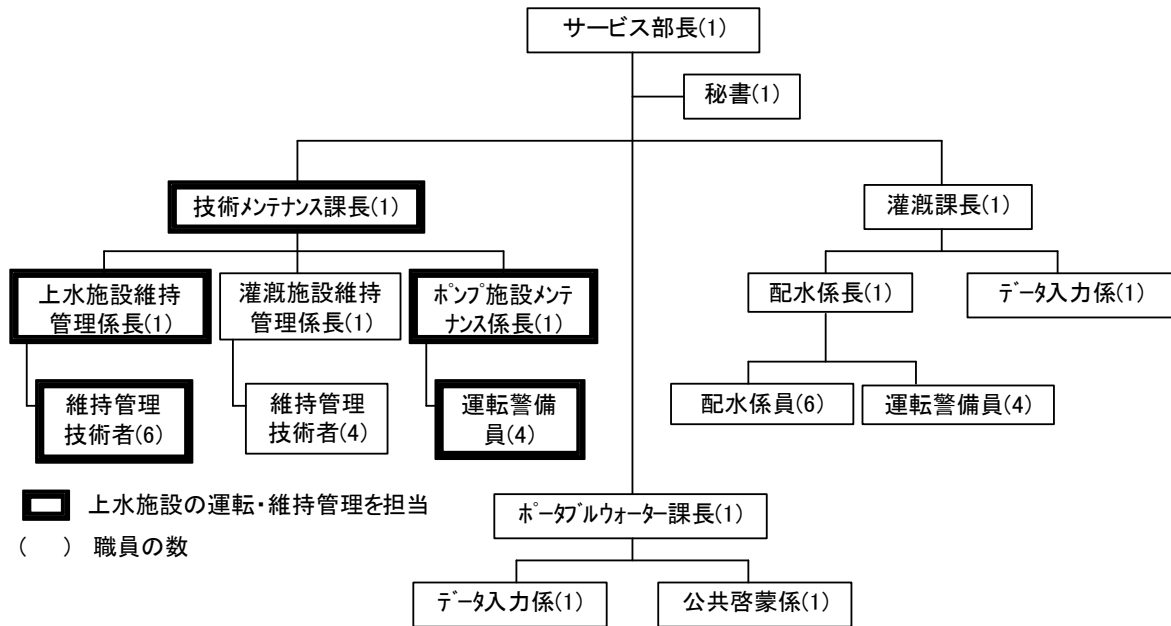 サービス部長(1)
秘書(1)
技術ﾒﾝﾃﾅﾝｽ課長(1)
灌漑課長(1)
上水施設維持
管理係長(1)
灌漑施設維持
管理係長(1)
ﾎﾟﾝﾌﾟ施設ﾒﾝﾃ
ﾅﾝｽ係長(1)
配水係長(1)
ﾃﾞｰﾀ入力係(1)
維持管理
技術者(6)
維持管理
技術者(4)
運転警備
員(4)
配水係員(6)
運転警備員(4)
上水施設の運転・維持管理を担当
(　　) 職員の数
ﾎﾟｰﾀﾌﾞﾙｳｫｰﾀｰ課長(1)
ﾃﾞｰﾀ入力係(1)
公共啓蒙係(1)